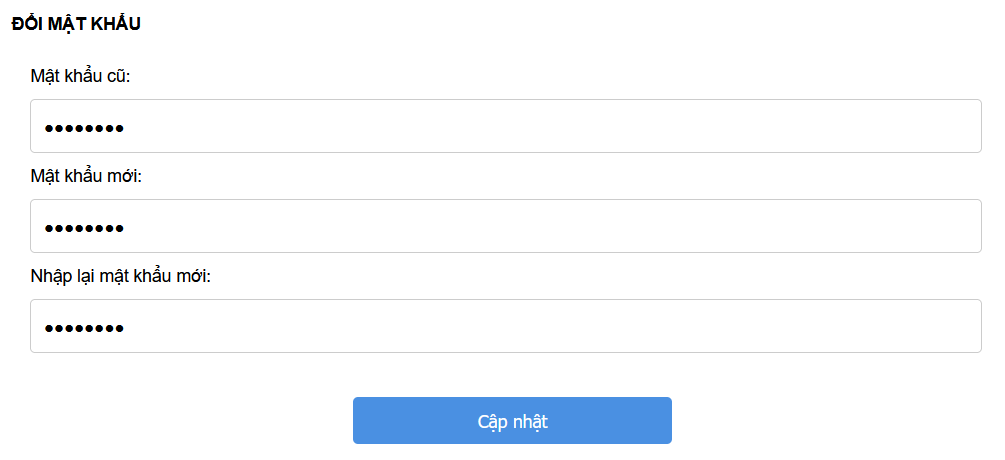 ĐỔI MẬT KHẨU
Mật khẩu cũ:
••••••••
Mật khẩu mới:
••••••••
Nhập lại mật khẩu mới:
••••••••
Cập nhật